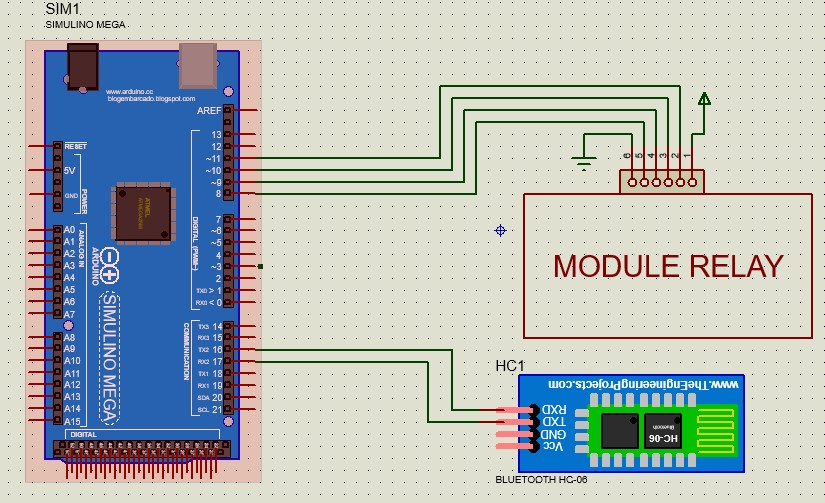 SIM1
SIMULINO MEGA
www.arduino.cc
blogembarcado.blogspot.com
AREF
13
12
~11
~10
~9
8
7
~6
~5
4
~3
2
TX0 > 1
RX0 < 0
DIGITAL (PWM~)
RESET
5V
GND
POWER
ATMEL
A0
A1
A2
A3
A4
A5
A6
A7
ANALOG IN
ARDUINO
SIMULINO MEGA
A8
A9
A10
A11
A12
A13
A14
A15
TX3 14
RX3 15
TX2 16
RX2 17
TX1 18
RX1 19
SDA 20
SCL 21
COMMUNICATION
DIGITAL
6
5
4
3
2
1
MODULE RELAY
HC1
www.TheEngineeringProjects.com
RXD
TXD
GND
Vcc
HC-06
Bluetooth
BLUETOOTH HC-06